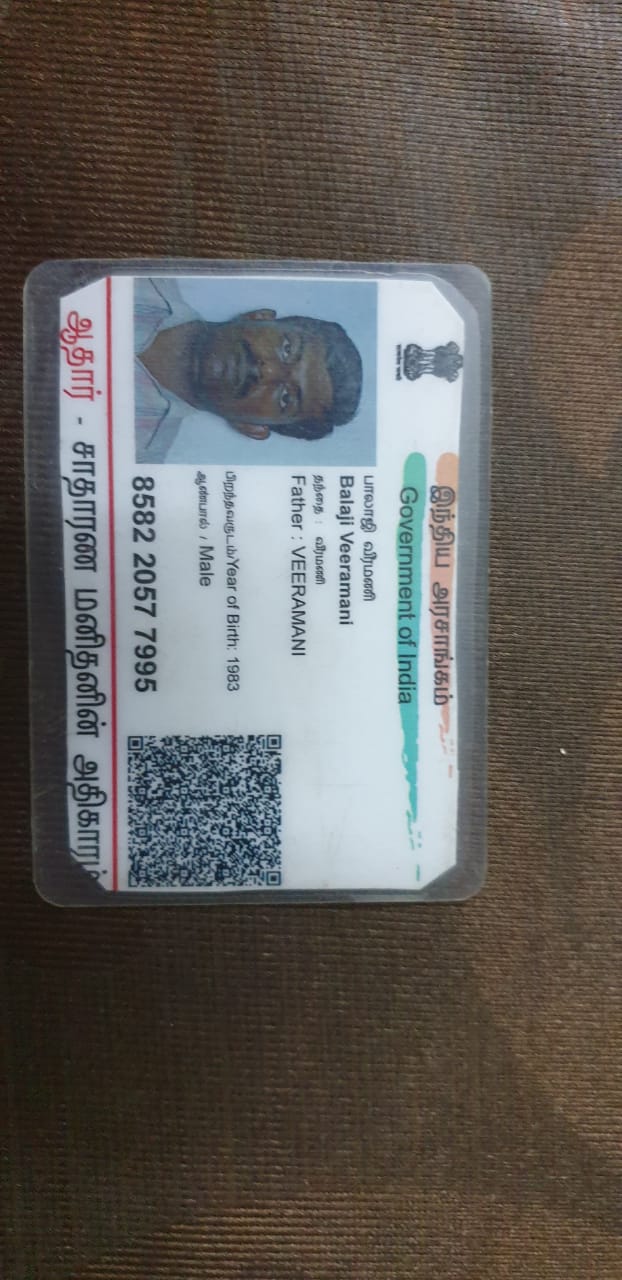 இந்திய அரசாங்கம்
Government of India
பாலாஜி வீரமணி
Balaji Veeramani
தந்தை : வீரமணி
Father : VEERAMANI
பிறந்தவருடம்/Year of Birth: 1983
ஆண்பால் / Male
8582 2057 7995
ஆதார் - சாதாரண மனிதனின் அதிகாரம்